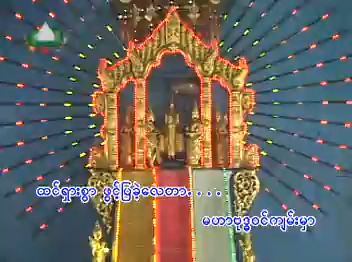 ထင်ရှားစွာ ဖွင့်ပြခဲ့လေတာ. . . .
မဟာဗုဒ္ဓဝင်ကျမ်းမှာ